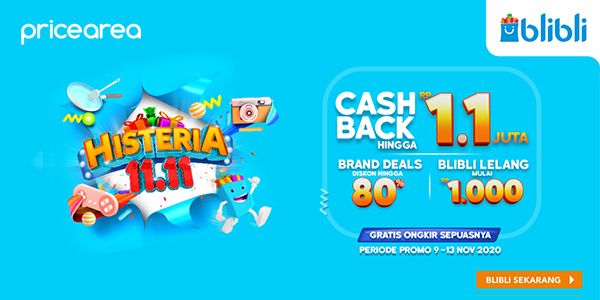 pricearea
blibli
HISTERIA
11.11
CASH
BACK
HINGGA
RP
1.1
JUTA
BRAND DEALS
DISKON HINGGA
80%
BLIBLI LELANG
MULAI
RP
1.000
GRATIS ONGKIR SEPUASNYA
PERIODE PROMO 9 -13 NOV 2020
BLIBLI SEKARANG >